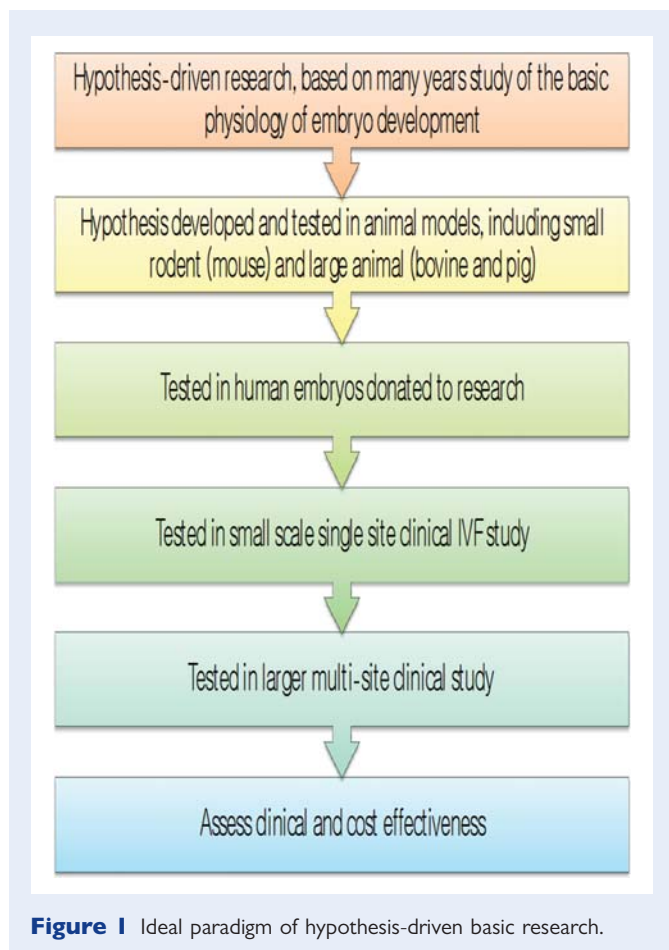 Hypothesis-driven research, based on many years study of the basic
physiology of embryo development
Hypothesis developed and tested in animal models, including small
rodent (mouse) and large animal (bovine and pig)
Tested in human embryos donated to research
Tested in small scale single site clinical IVF study
Tested in larger multi-site clinical study
Assess clinical and cost effectiveness
Figure 1 Ideal paradigm of hypothesis-driven basic research.